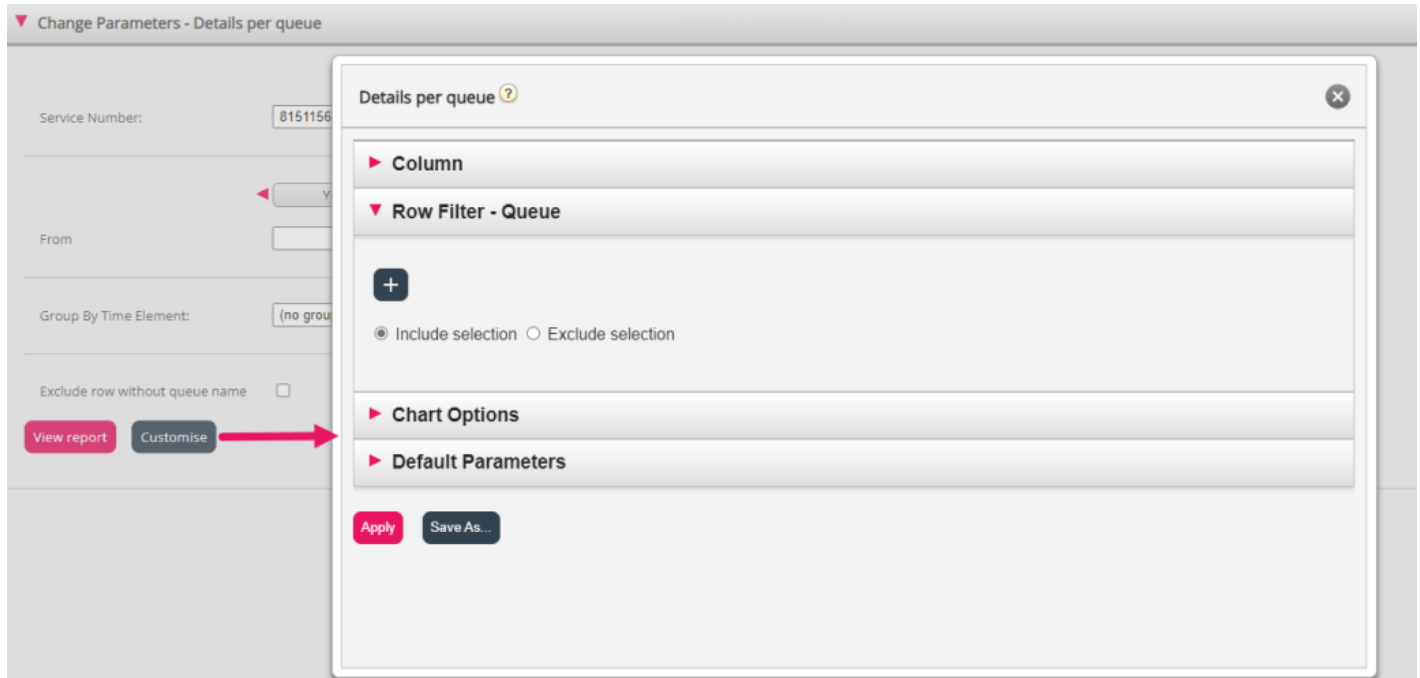 Change Parameters - Details per queue
Details per queue ?
Service Number: 8151156
Column
Row Filter - Queue
From
+
Group By Time Element: (no grou
Include selection Exclude selection
Exclude row without queue name
Chart Options
View report Customise
Default Parameters
Apply Save As...